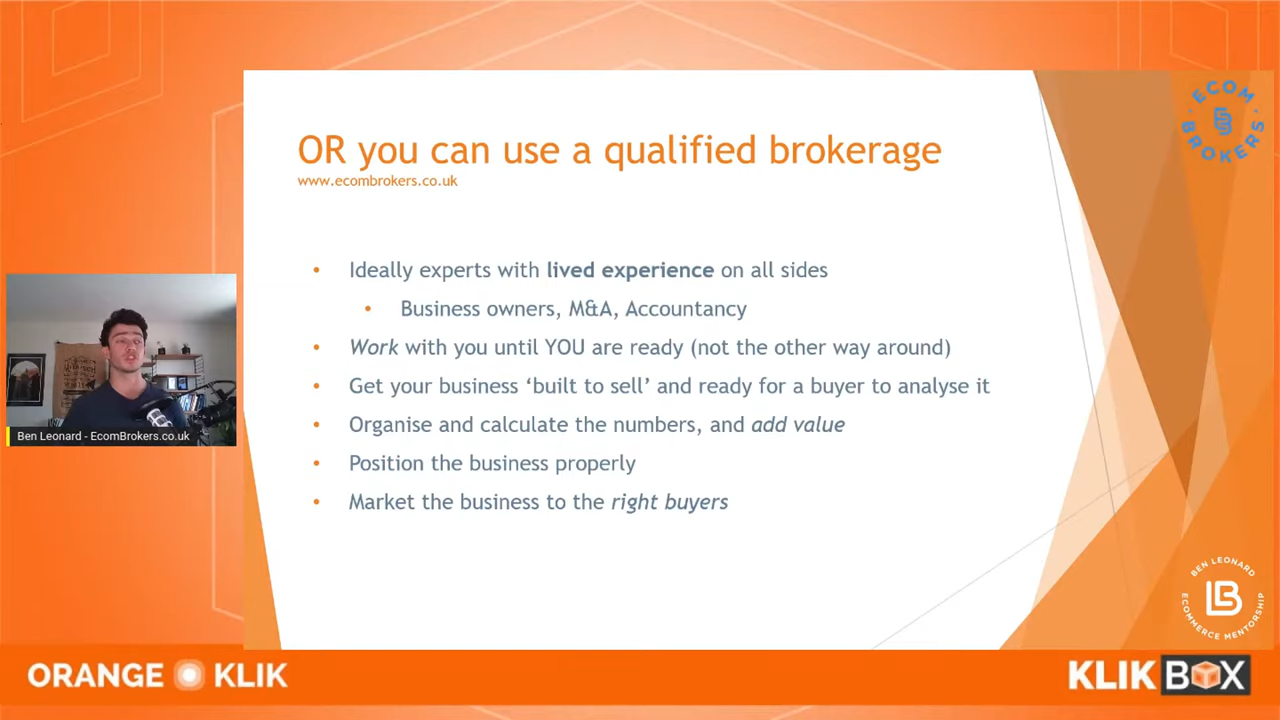 OR you can use a qualified brokerage
www.ecombrokers.co.uk
• Ideally experts with lived experience on all sides
• Business owners, M&A, Accountancy
• Work with you until YOU are ready (not the other way around)
• Get your business ‘built to sell’ and ready for a buyer to analyse it
• Organise and calculate the numbers, and add value
• Position the business properly
• Market the business to the right buyers
ECOM
BROKERS
Ben Leonard - EcomBrokers.co.uk
BEN LEONARD
LB
ECOMMERCE MENTORSHIP
ORANGE KLIK
KLIK BOX